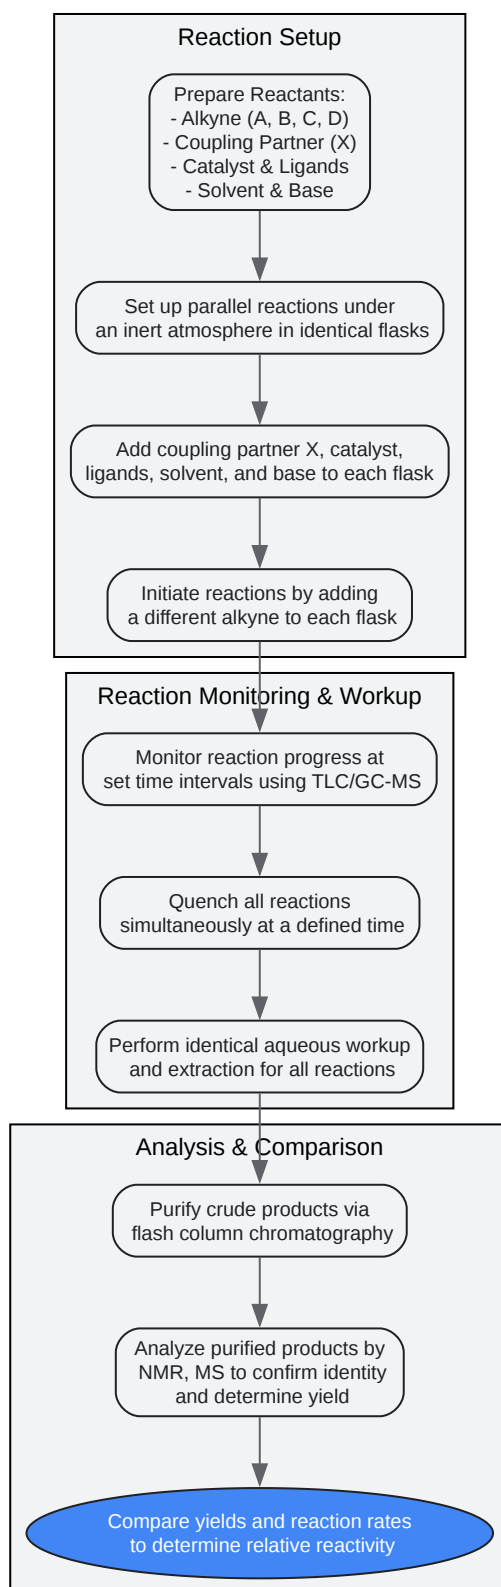 Reaction Setup
Prepare Reactants:
- Alkyne (A, B, C, D)
- Coupling Partner (X)
- Catalyst & Ligands
- Solvent & Base
Set up parallel reactions under
an inert atmosphere in identical flasks
Add coupling partner X, catalyst,
ligands, solvent, and base to each flask
Initiate reactions by adding
a different alkyne to each flask
Reaction Monitoring & Workup
Monitor reaction progress at
set time intervals using TLC/GC-MS
Quench all reactions
simultaneously at a defined time
Perform identical aqueous workup
and extraction for all reactions
Analysis & Comparison
Purify crude products via
flash column chromatography
Analyze purified products by
NMR, MS to confirm identity
and determine yield
Compare yields and reaction rates
to determine relative reactivity